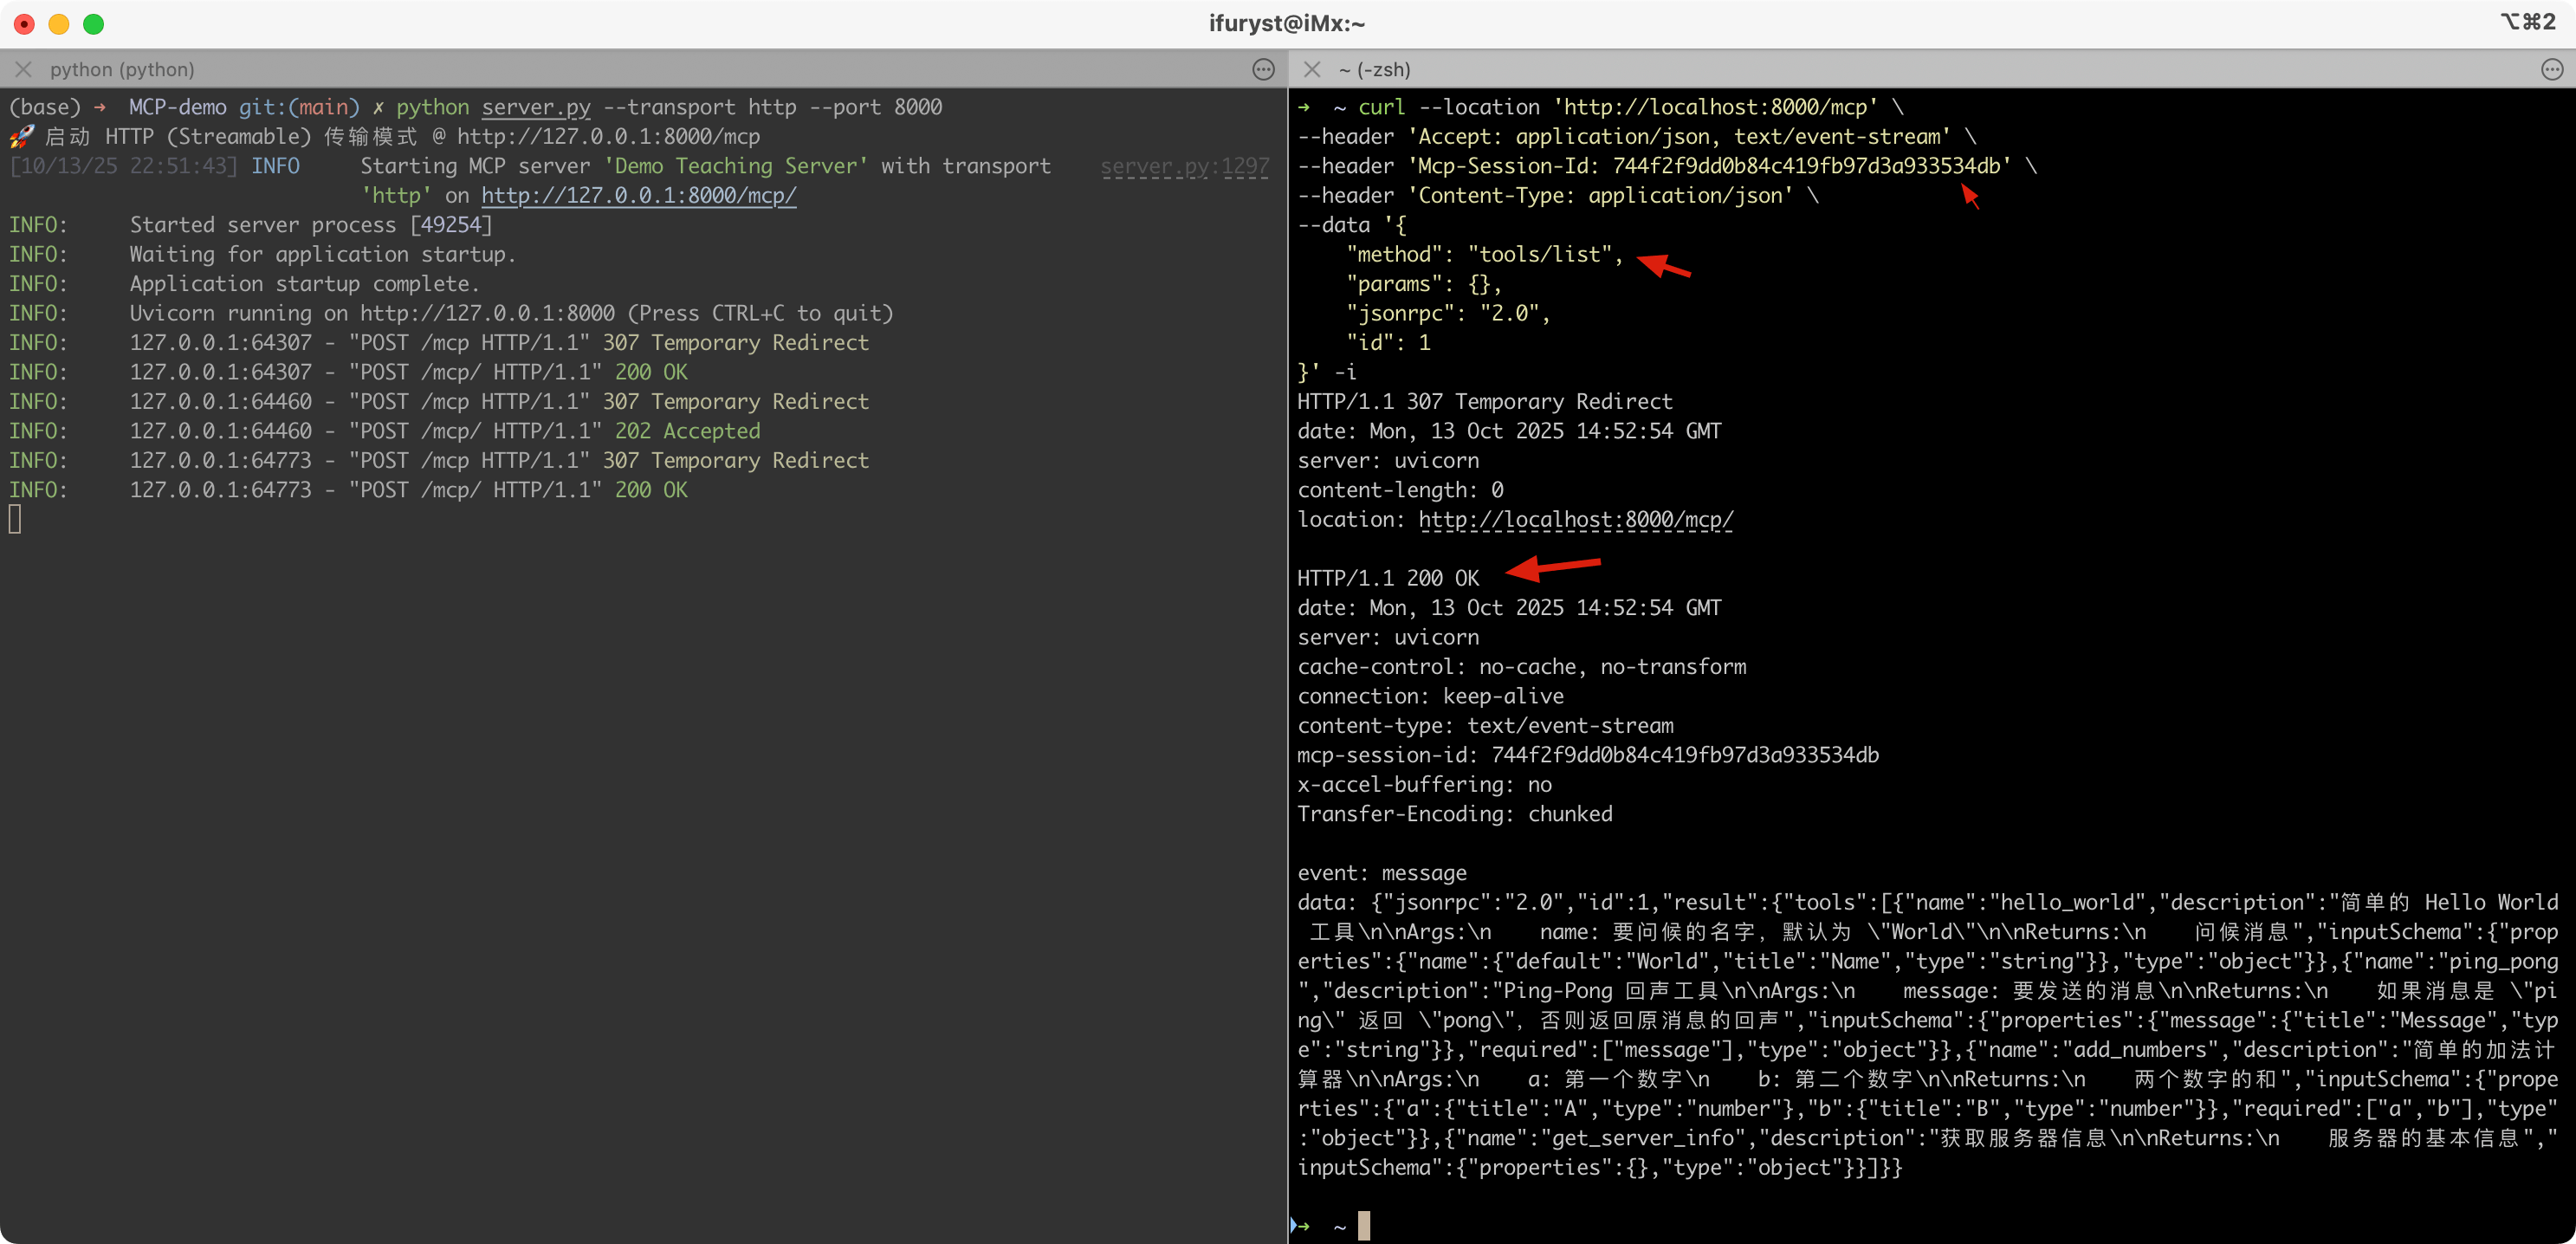 ifuryst@iMx:~
⌥⌘2
python (python)
(base) ➜  MCP-demo git:(main) ✗ python server.py --transport http --port 8000
🚀 启动 HTTP (Streamable) 传输模式 @ http://127.0.0.1:8000/mcp
[10/13/25 22:51:43] INFO     Starting MCP server 'Demo Teaching Server' with transport    server.py:1297
'http' on http://127.0.0.1:8000/mcp/
INFO:     Started server process [49254]
INFO:     Waiting for application startup.
INFO:     Application startup complete.
INFO:     Uvicorn running on http://127.0.0.1:8000 (Press CTRL+C to quit)
INFO:     127.0.0.1:64307 - "POST /mcp HTTP/1.1" 307 Temporary Redirect
INFO:     127.0.0.1:64307 - "POST /mcp/ HTTP/1.1" 200 OK
INFO:     127.0.0.1:64460 - "POST /mcp HTTP/1.1" 307 Temporary Redirect
INFO:     127.0.0.1:64460 - "POST /mcp/ HTTP/1.1" 202 Accepted
INFO:     127.0.0.1:64773 - "POST /mcp HTTP/1.1" 307 Temporary Redirect
INFO:     127.0.0.1:64773 - "POST /mcp/ HTTP/1.1" 200 OK
~ (-zsh)
➜  ~ curl --location 'http://localhost:8000/mcp' \
--header 'Accept: application/json, text/event-stream' \
--header 'Mcp-Session-Id: 744f2f9dd0b84c419fb97d3a933534db' \
--header 'Content-Type: application/json' \
--data '{
    "method": "tools/list",
    "params": {},
    "jsonrpc": "2.0",
    "id": 1
}' -i
HTTP/1.1 307 Temporary Redirect
date: Mon, 13 Oct 2025 14:52:54 GMT
server: uvicorn
content-length: 0
location: http://localhost:8000/mcp/
HTTP/1.1 200 OK
date: Mon, 13 Oct 2025 14:52:54 GMT
server: uvicorn
cache-control: no-cache, no-transform
connection: keep-alive
content-type: text/event-stream
mcp-session-id: 744f2f9dd0b84c419fb97d3a933534db
x-accel-buffering: no
Transfer-Encoding: chunked
event: message
data: {"jsonrpc":"2.0","id":1,"result":{"tools":[{"name":"hello_world","description":"简单的 Hello World
 工具\n\nArgs:\n    name: 要问候的名字，默认为 \"World\"\n\nReturns:\n    问候消息","inputSchema":{"prop
erties":{"name":{"default":"World","title":"Name","type":"string"}},"type":"object"}},{"name":"ping_pong
","description":"Ping-Pong 回声工具\n\nArgs:\n    message: 要发送的消息\n\nReturns:\n    如果消息是 \"pi
ng\" 返回 \"pong\"，否则返回原消息的回声","inputSchema":{"properties":{"message":{"title":"Message","typ
e":"string"}},"required":["message"],"type":"object"}},{"name":"add_numbers","description":"简单的加法计
算器\n\nArgs:\n    a: 第一个数字\n    b: 第二个数字\n\nReturns:\n    两个数字的和","inputSchema":{"prope
rties":{"a":{"title":"A","type":"number"},"b":{"title":"B","type":"number"}},"required":["a","b"],"type"
:"object"}},{"name":"get_server_info","description":"获取服务器信息\n\nReturns:\n    服务器的基本信息","
inputSchema":{"properties":{},"type":"object"}}]}}
➜  ~